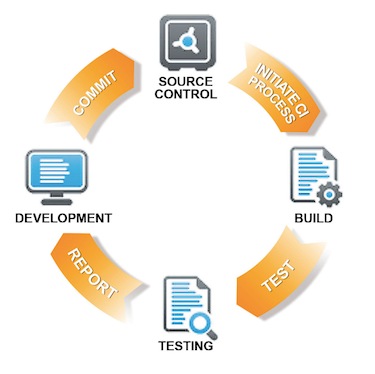 COMMIT
SOURCE
CONTROL
INITIATE CI
PROCESS
DEVELOPMENT
BUILD
REPORT
TEST
TESTING